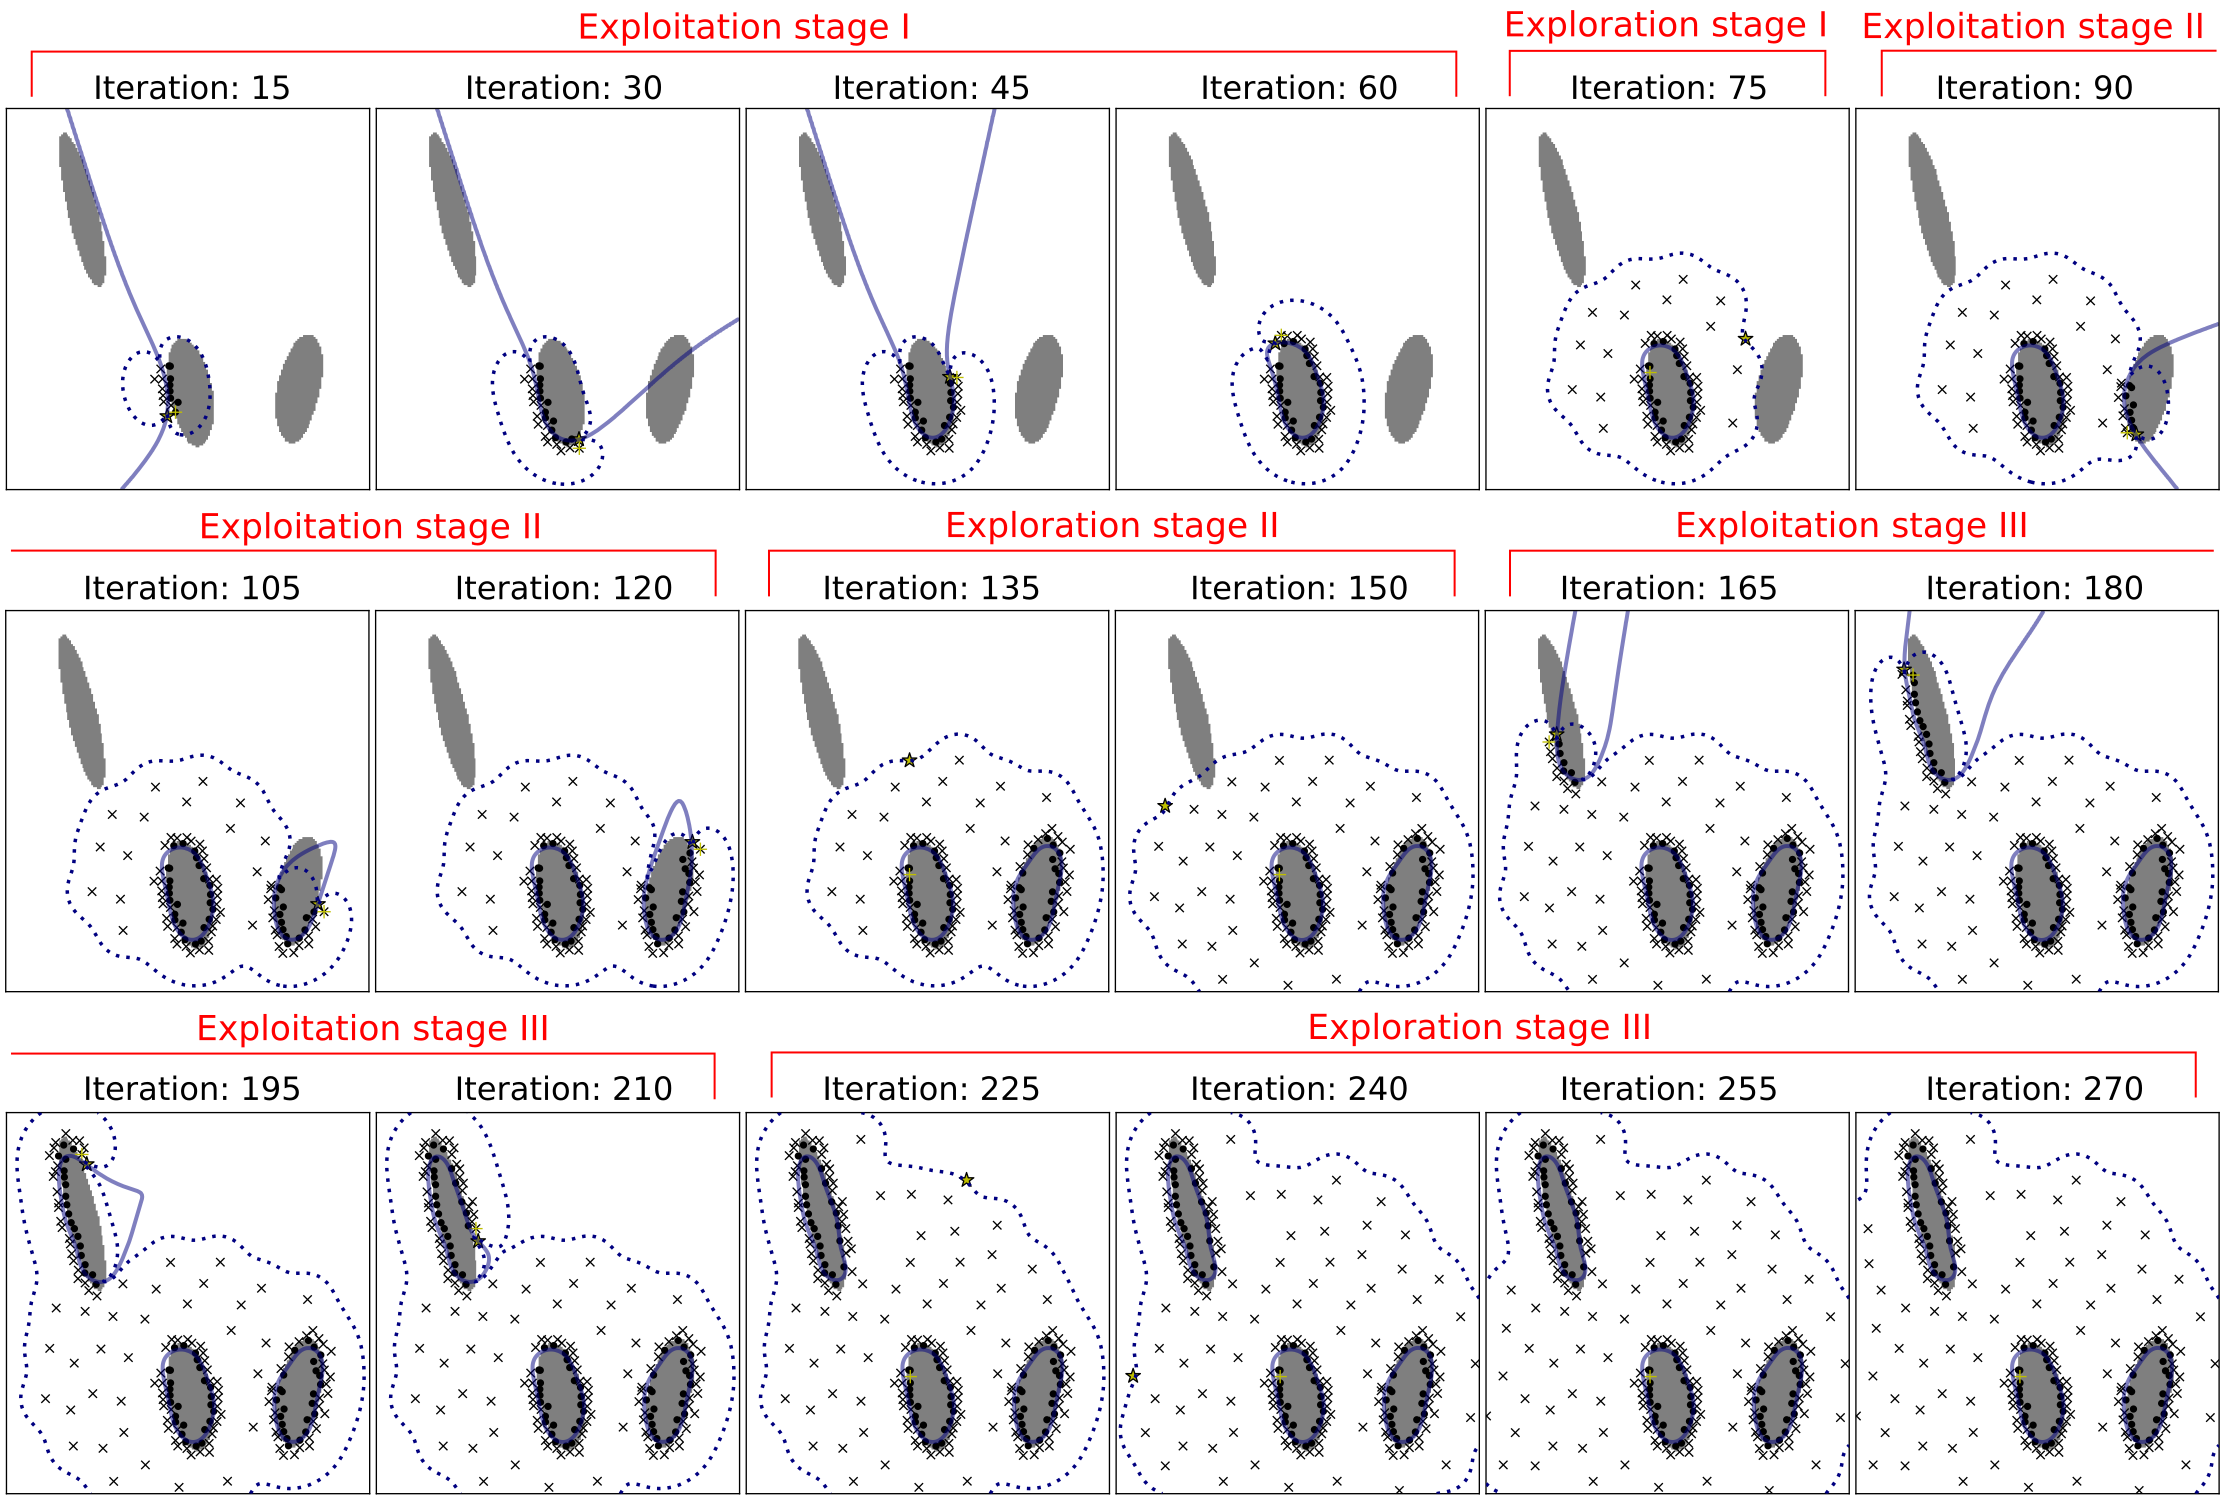 Exploitation stage I
Exploration stage I
Exploitation stage II
Iteration: 15
Iteration: 30
Iteration: 45
Iteration: 60
Iteration: 75
Iteration: 90
Exploitation stage II
Exploration stage II
Exploitation stage III
Iteration: 105
Iteration: 120
Iteration: 135
Iteration: 150
Iteration: 165
Iteration: 180
Exploitation stage III
Exploration stage III
Iteration: 195
Iteration: 210
Iteration: 225
Iteration: 240
Iteration: 255
Iteration: 270